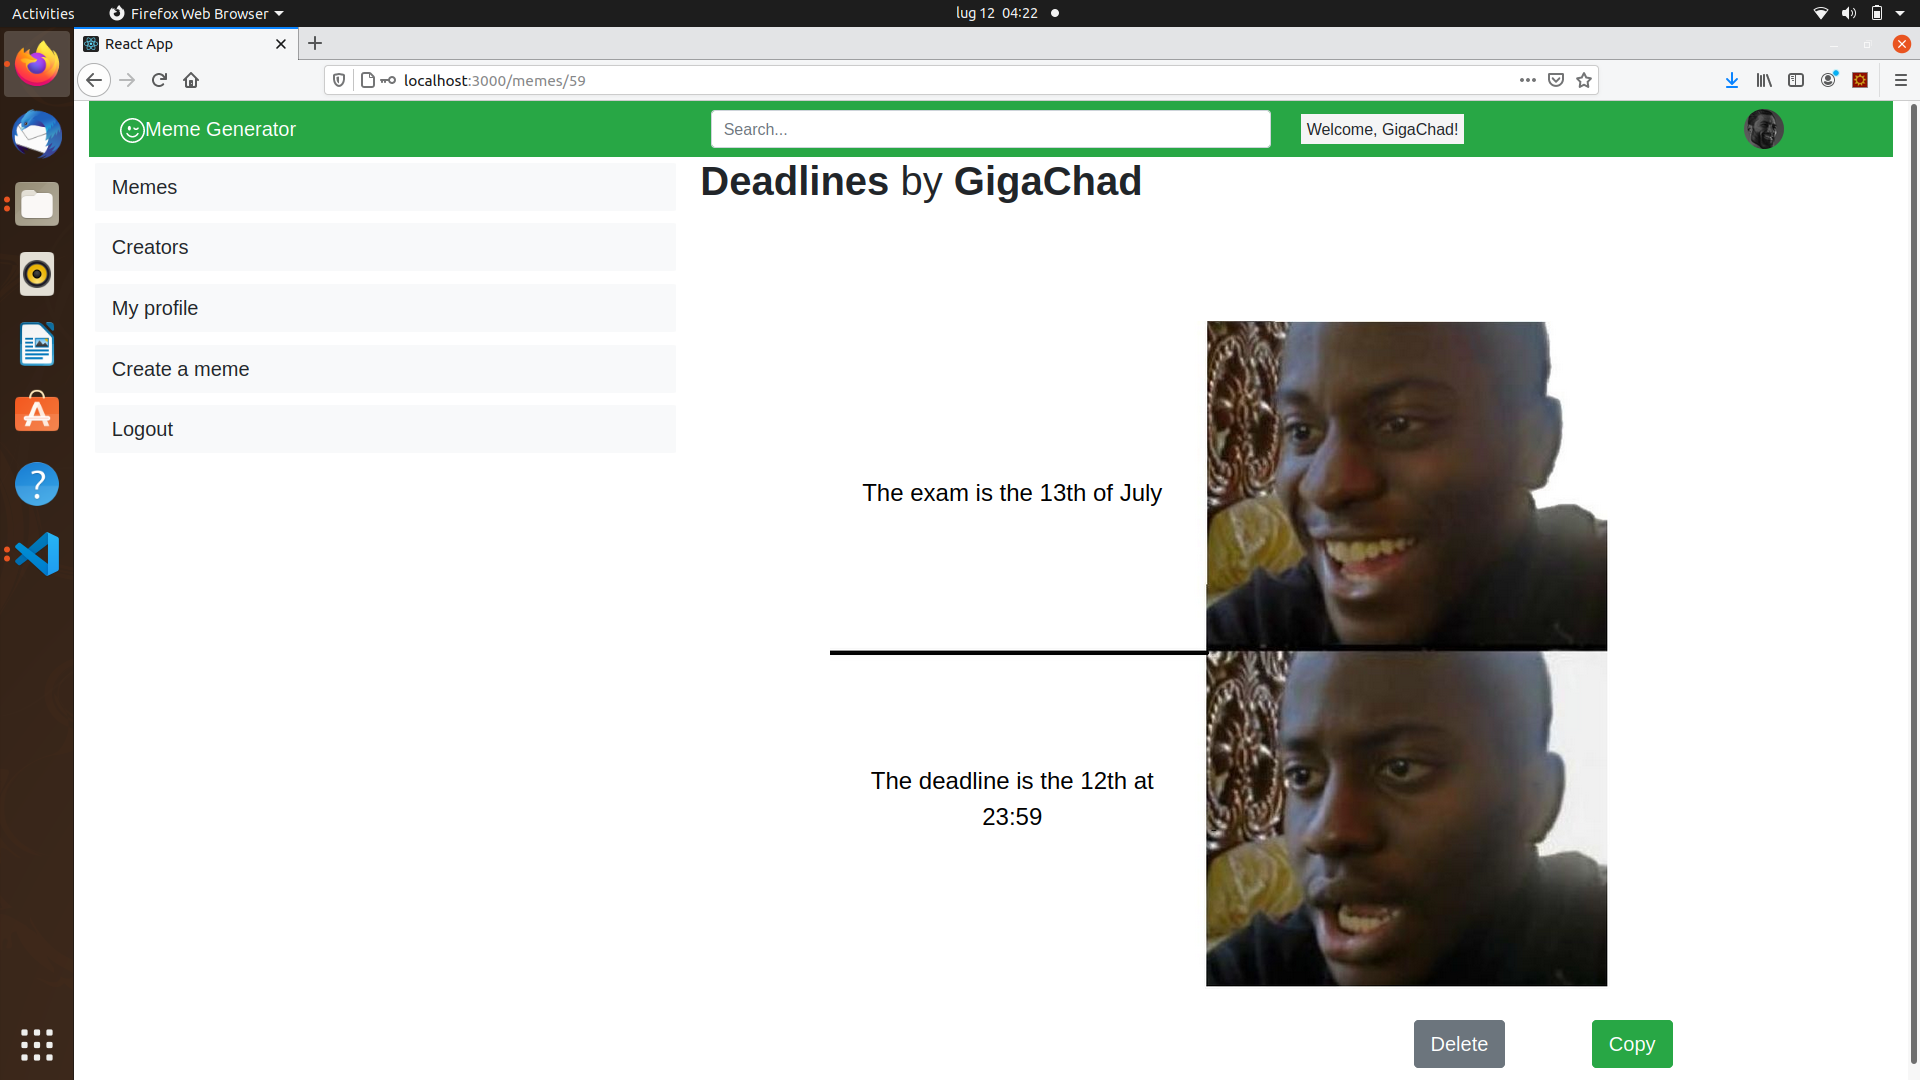 Activities
Firefox Web Browser
lug 12 04:22
React App
localhost:3000/memes/59
Meme Generator
Search...
Welcome, GigaChad!
Memes
Creators
My profile
Create a meme
Logout
Deadlines by GigaChad
The exam is the 13th of July
The deadline is the 12th at
23:59
Delete
Copy